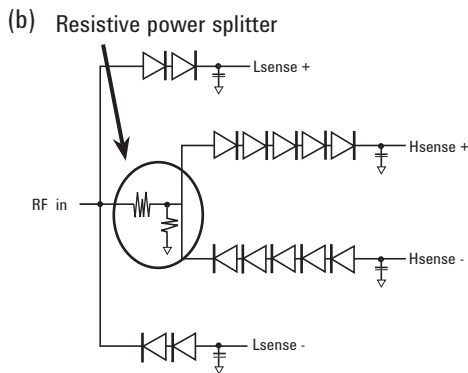 (b) Resistive power splitter
Lsense +
Hsense +
RF in
Hsense -
Lsense -